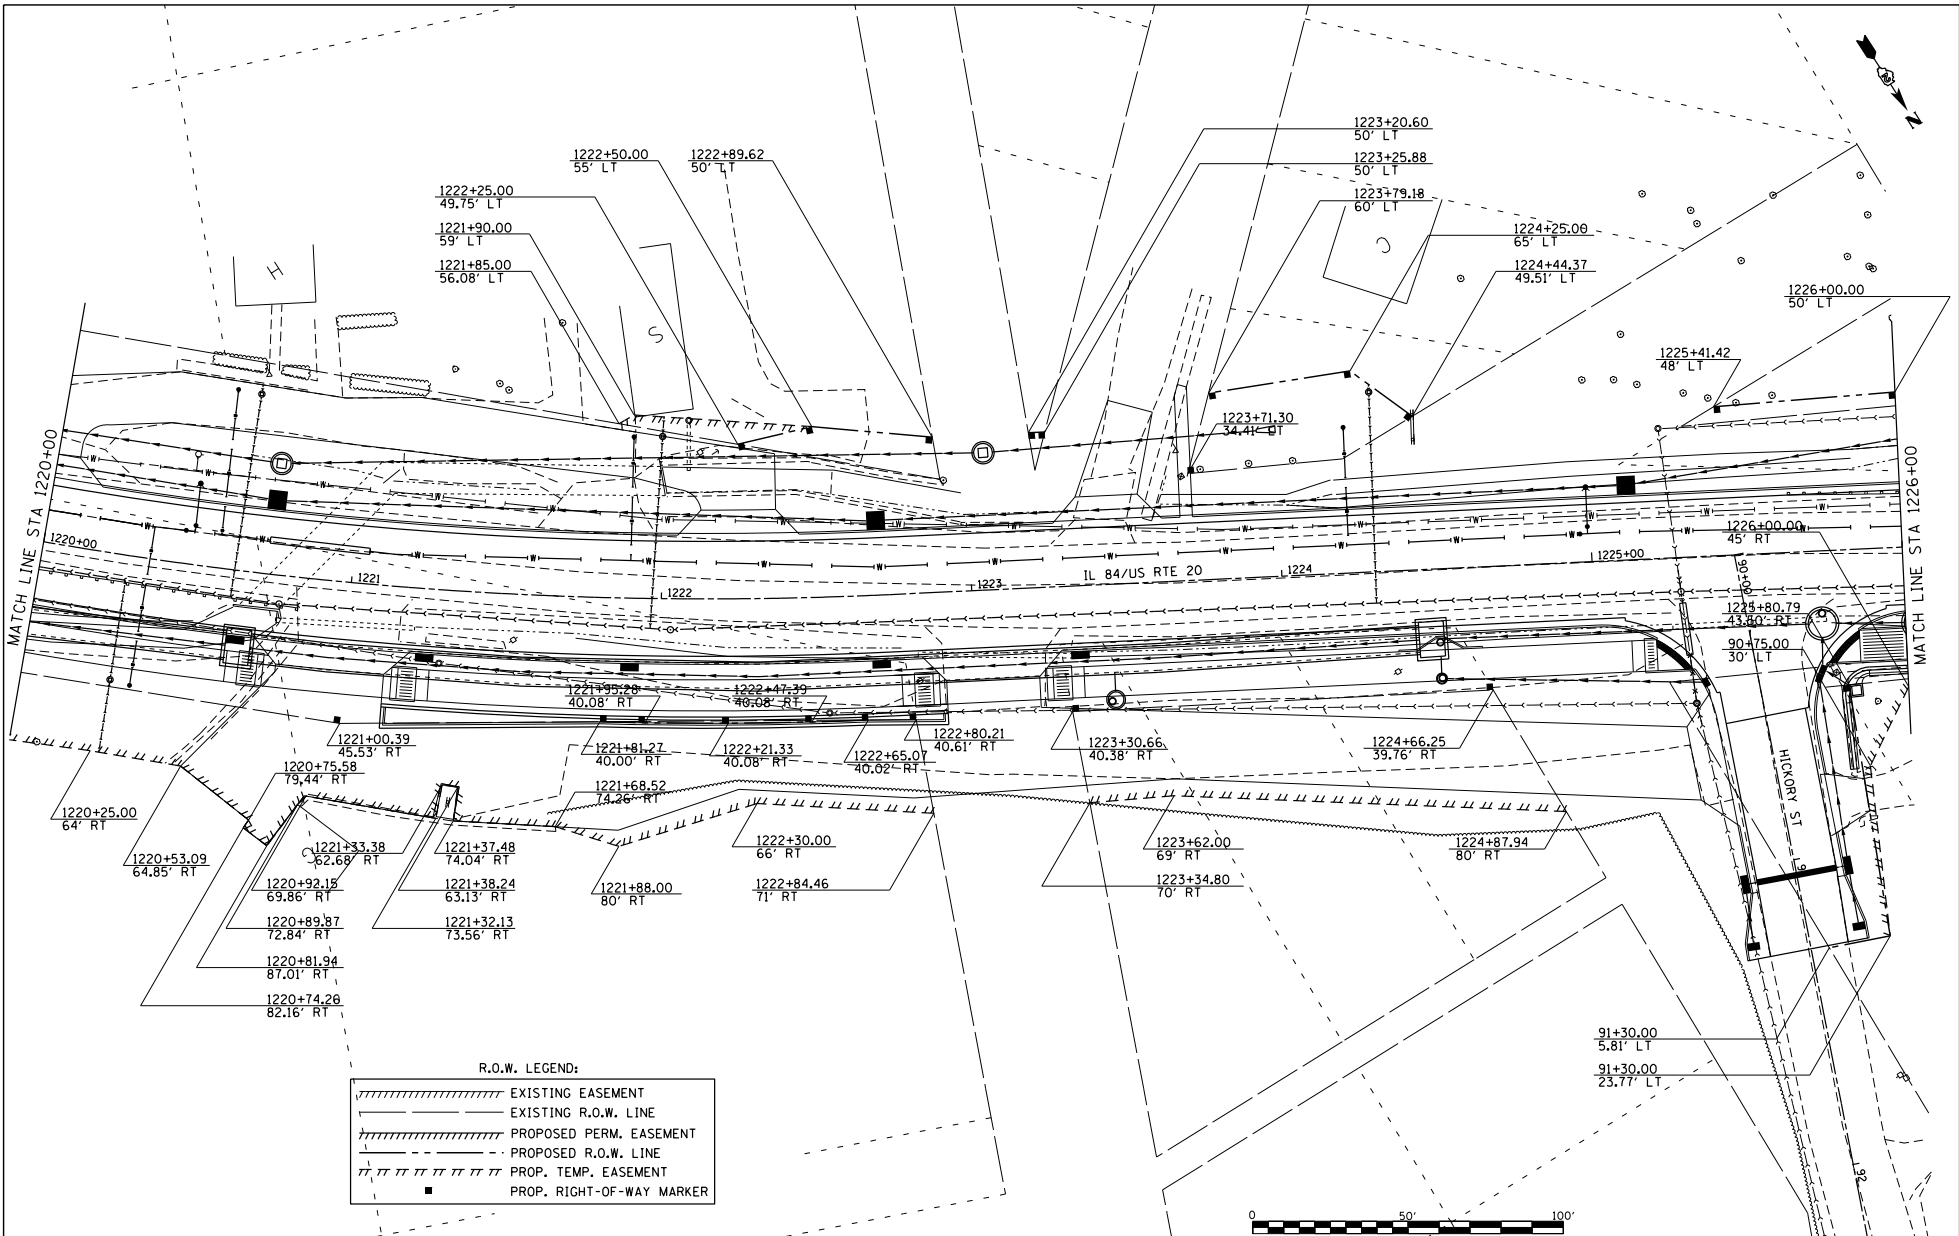 1223+20.60
50' LT
1222+50.00
55' LT
1222+89.62
50' LT
1223+25.88
50' LT
1222+25.00
49.75' LT
1223+79.18
60' LT
1221+90.00
59' LT
1224+25.00
65' LT
1221+85.00
56.08' LT
1224+44.37
49.51' LT
1226+00.00
50' LT
N
H
S
C
1225+41.42
48' LT
1223+71.30
34.41' LT
MATCH LINE STA 1220+00
MATCH LINE STA 1226+00
1226+00.00
45' RT
1220+00
1221
1222
1223
IL 84/US RTE 20
1224
1225+00
90+00
1225+80.79
43.50' RT
90+75.00
30' LT
1221+95.28
40.08' RT
1222+47.39
40.08' RT
1221+00.39
45.53' RT
1221+81.27
40.00' RT
1222+21.33
40.08' RT
1222+65.07
40.02' RT
1222+80.21
40.61' RT
1223+30.66
40.38' RT
1224+66.25
39.76' RT
HICKORY ST
1220+75.58
79.44' RT
1221+68.52
74.26' RT
1220+25.00
64' RT
1220+53.09
64.85' RT
1221+33.38
62.68' RT
1221+37.48
74.04' RT
1222+30.00
66' RT
1223+62.00
69' RT
1224+87.94
80' RT
1220+92.15
69.86' RT
1221+38.24
63.13' RT
1221+88.00
80' RT
1222+84.46
71' RT
1223+34.80
70' RT
1220+89.87
72.84' RT
1221+32.13
73.56' RT
1220+81.94
87.01' RT
1220+74.26
82.16' RT
91+30.00
5.81' LT
91+30.00
23.77' LT
91
92
R.O.W. LEGEND:
EXISTING EASEMENT
EXISTING R.O.W. LINE
PROPOSED PERM. EASEMENT
PROPOSED R.O.W. LINE
PROP. TEMP. EASEMENT
PROP. RIGHT-OF-WAY MARKER
0 50' 100'